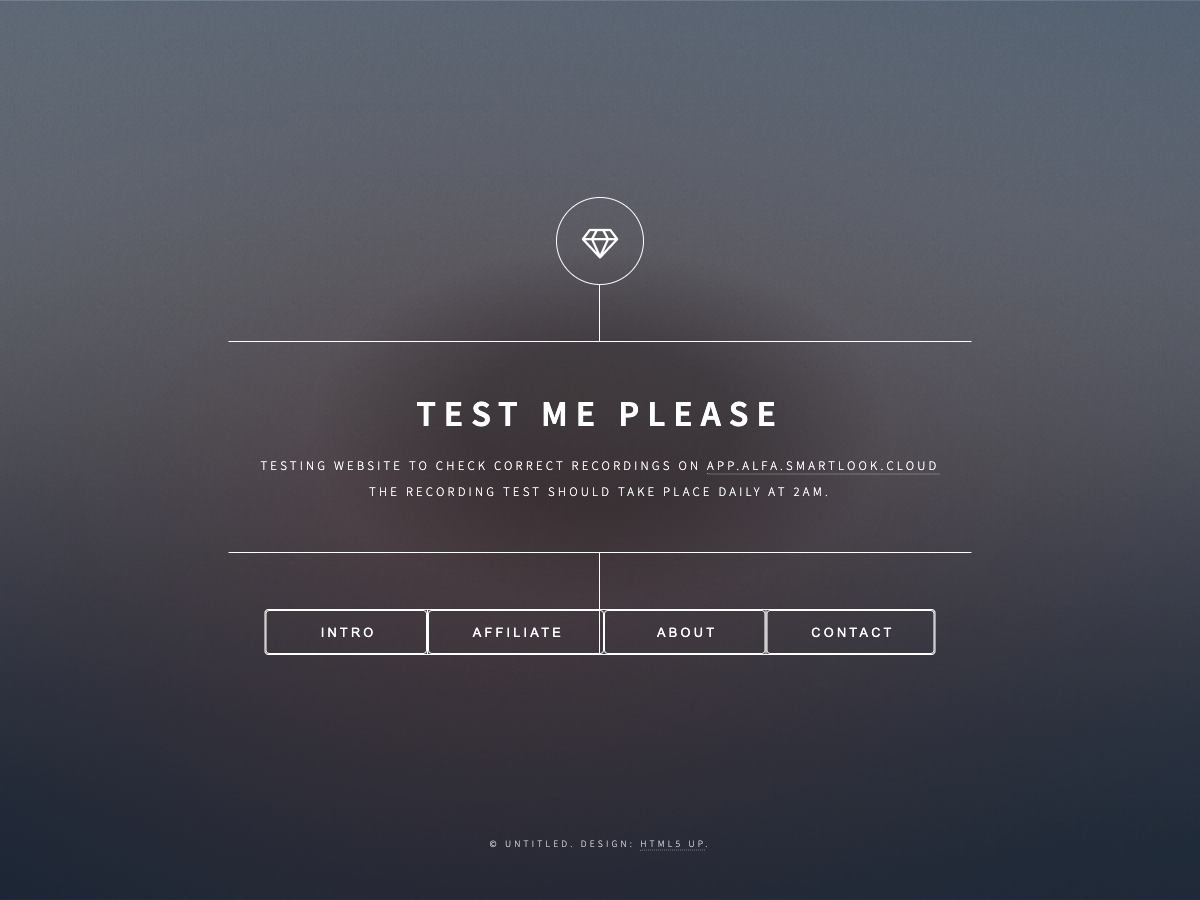 TEST ME PLEASE
TESTING WEBSITE TO CHECK CORRECT RECORDINGS ON APP.ALFA.SMARTLOOK.CLOUD
THE RECORDING TEST SHOULD TAKE PLACE DAILY AT 2AM.
INTRO AFFILIATE ABOUT CONTACT
© UNTITLED. DESIGN: HTML5 UP.